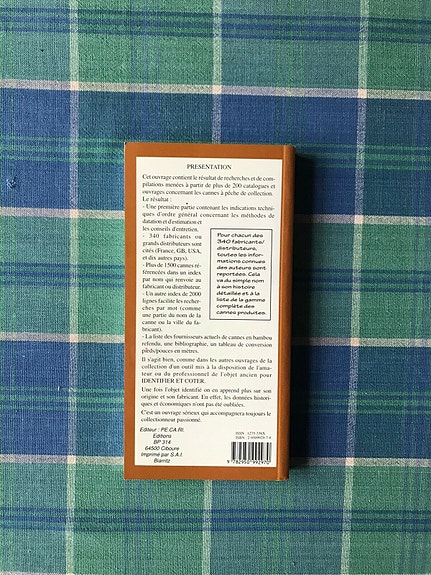 PRESENTATION
Cet ouvrage contient le résultat de recherches et de com-
pilations menées à partir de plus de 200 catalogues et
ouvrages concernant les cannes à pêche de collection.
Le résultat :
- Une première partie contenant les indications techni-
ques d'ordre général concernant les méthodes de
datation et d'estimation et
les conseils d'entretien.
- 340 fabricants ou
grands distributeurs sont
cités (France, GB, USA,
et dix autres pays).
- Plus de 1500 cannes ré-
férencées dans un index
par nom qui renvoie au
fabricant ou distributeur.
- Un autre index de 2000
lignes facilite les recher-
ches par mot (comme
une partie du nom de la
canne ou la ville du fa-
bricant).
Pour chacun des
340 fabricants/
distributeurs,
toutes les infor-
mations connues
des auteurs sont
reportées. Cela
va du simple nom
à son histoire
détaillée et à la
liste de la gamme
complète des
cannes produites.
- La liste des fournisseurs actuels de cannes en bambou
refendu, une bibliographie, un tableau de conversion
pieds/pouces en mètres.
Il s'agit bien, comme dans les autres ouvrages de la
collection d'un outil mis à la disposition de l'ama-
teur ou du professionnel de l'objet ancien pour
IDENTIFIER ET COTER.
Une fois l'objet identifié on en apprend plus sur son
origine et son fabricant. En effet, les données histori-
ques et économiques n'ont pas été oubliées.
C'est un ouvrage sérieux qui accompagnera toujours le
collectionneur passionné.
Editeur : PE.CA.RI.
Editions
BP 314
64500 Ciboure
Imprimé par S.A.I.
Biarritz
9 782950 992970